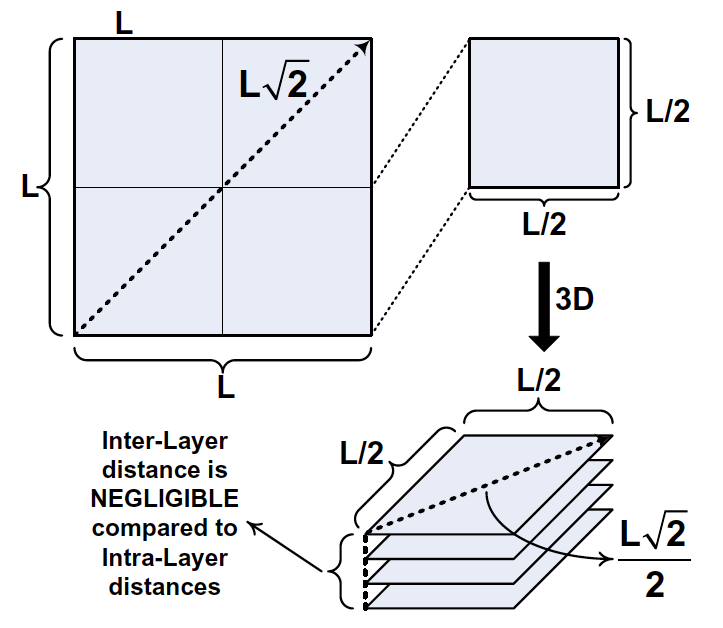 L
L√2
L
L
L/2
L/2
3D
L/2
L/2
Inter-Layer
distance is
NEGLIGIBLE
compared to
Intra-Layer
distances
L√2
2